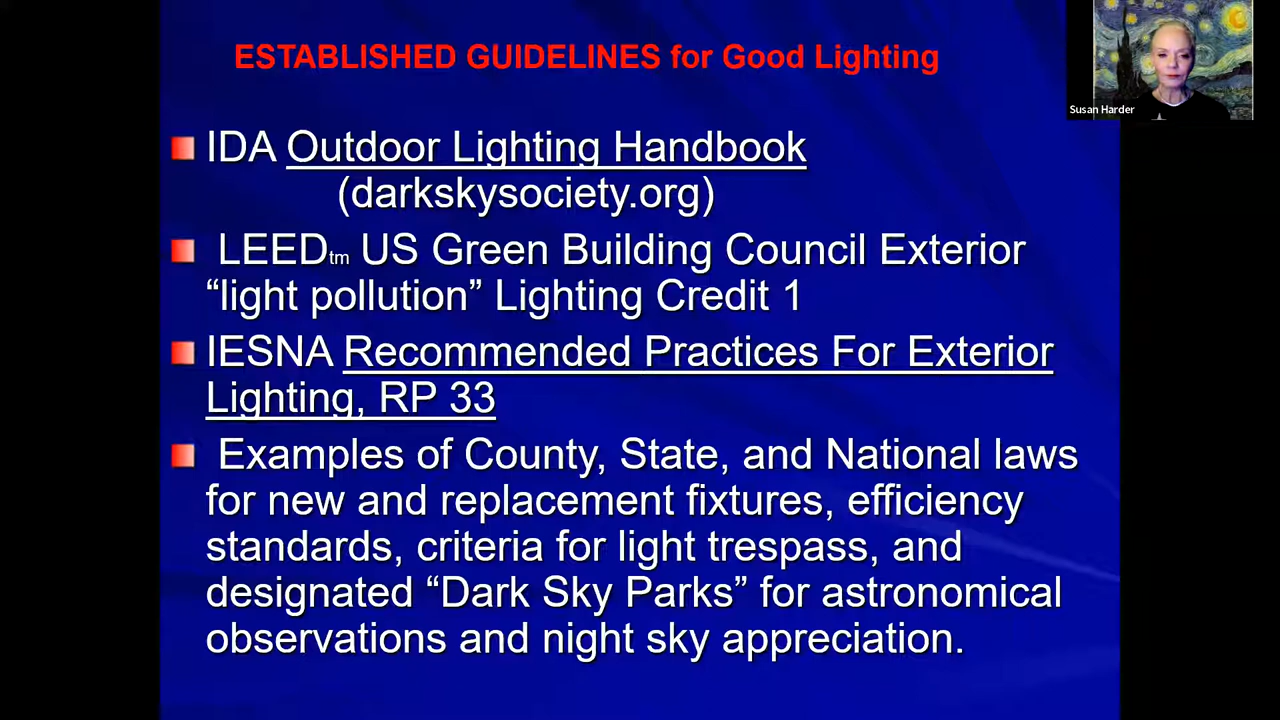 ESTABLISHED GUIDELINES for Good Lighting
Susan Harder
IDA Outdoor Lighting Handbook
(darkskysociety.org)
LEEDtm US Green Building Council Exterior
“light pollution” Lighting Credit 1
IESNA Recommended Practices For Exterior
Lighting, RP 33
Examples of County, State, and National laws
for new and replacement fixtures, efficiency
standards, criteria for light trespass, and
designated “Dark Sky Parks” for astronomical
observations and night sky appreciation.